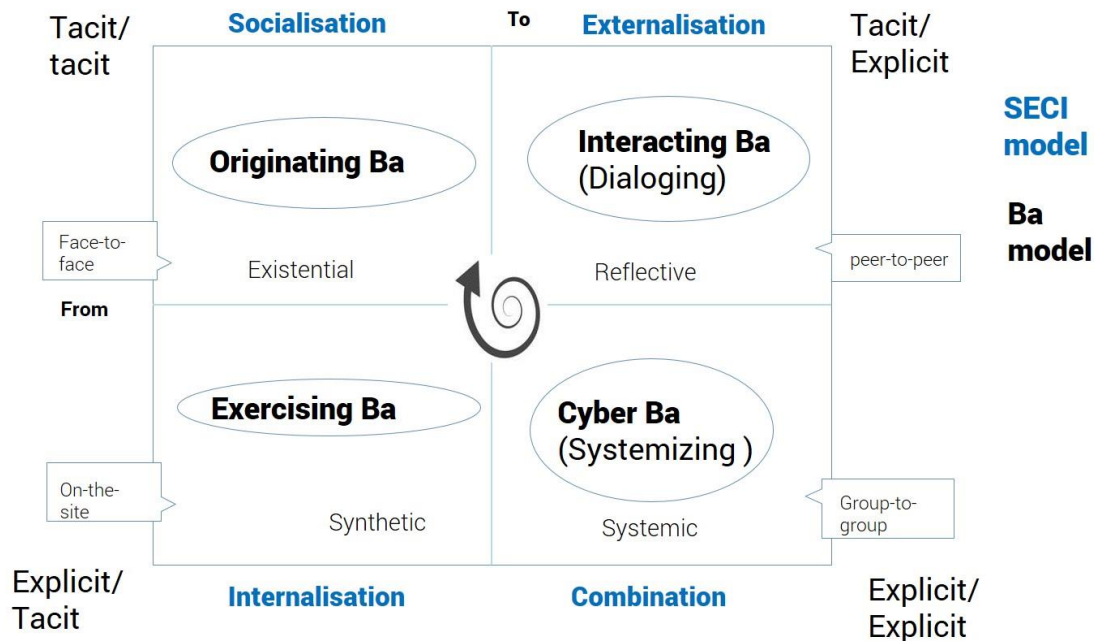 Tacit/
tacit
Socialisation
To
Externalisation
Tacit/
Explicit
SECI
model
Ba
model
Originating Ba
Interacting Ba
(Dialoging)
Face-to-
face
Existential
Reflective
peer-to-peer
From
Exercising Ba
Cyber Ba
(Systemizing )
On-the-
site
Synthetic
Systemic
Group-to-
group
Explicit/
Tacit
Internalisation
Combination
Explicit/
Explicit